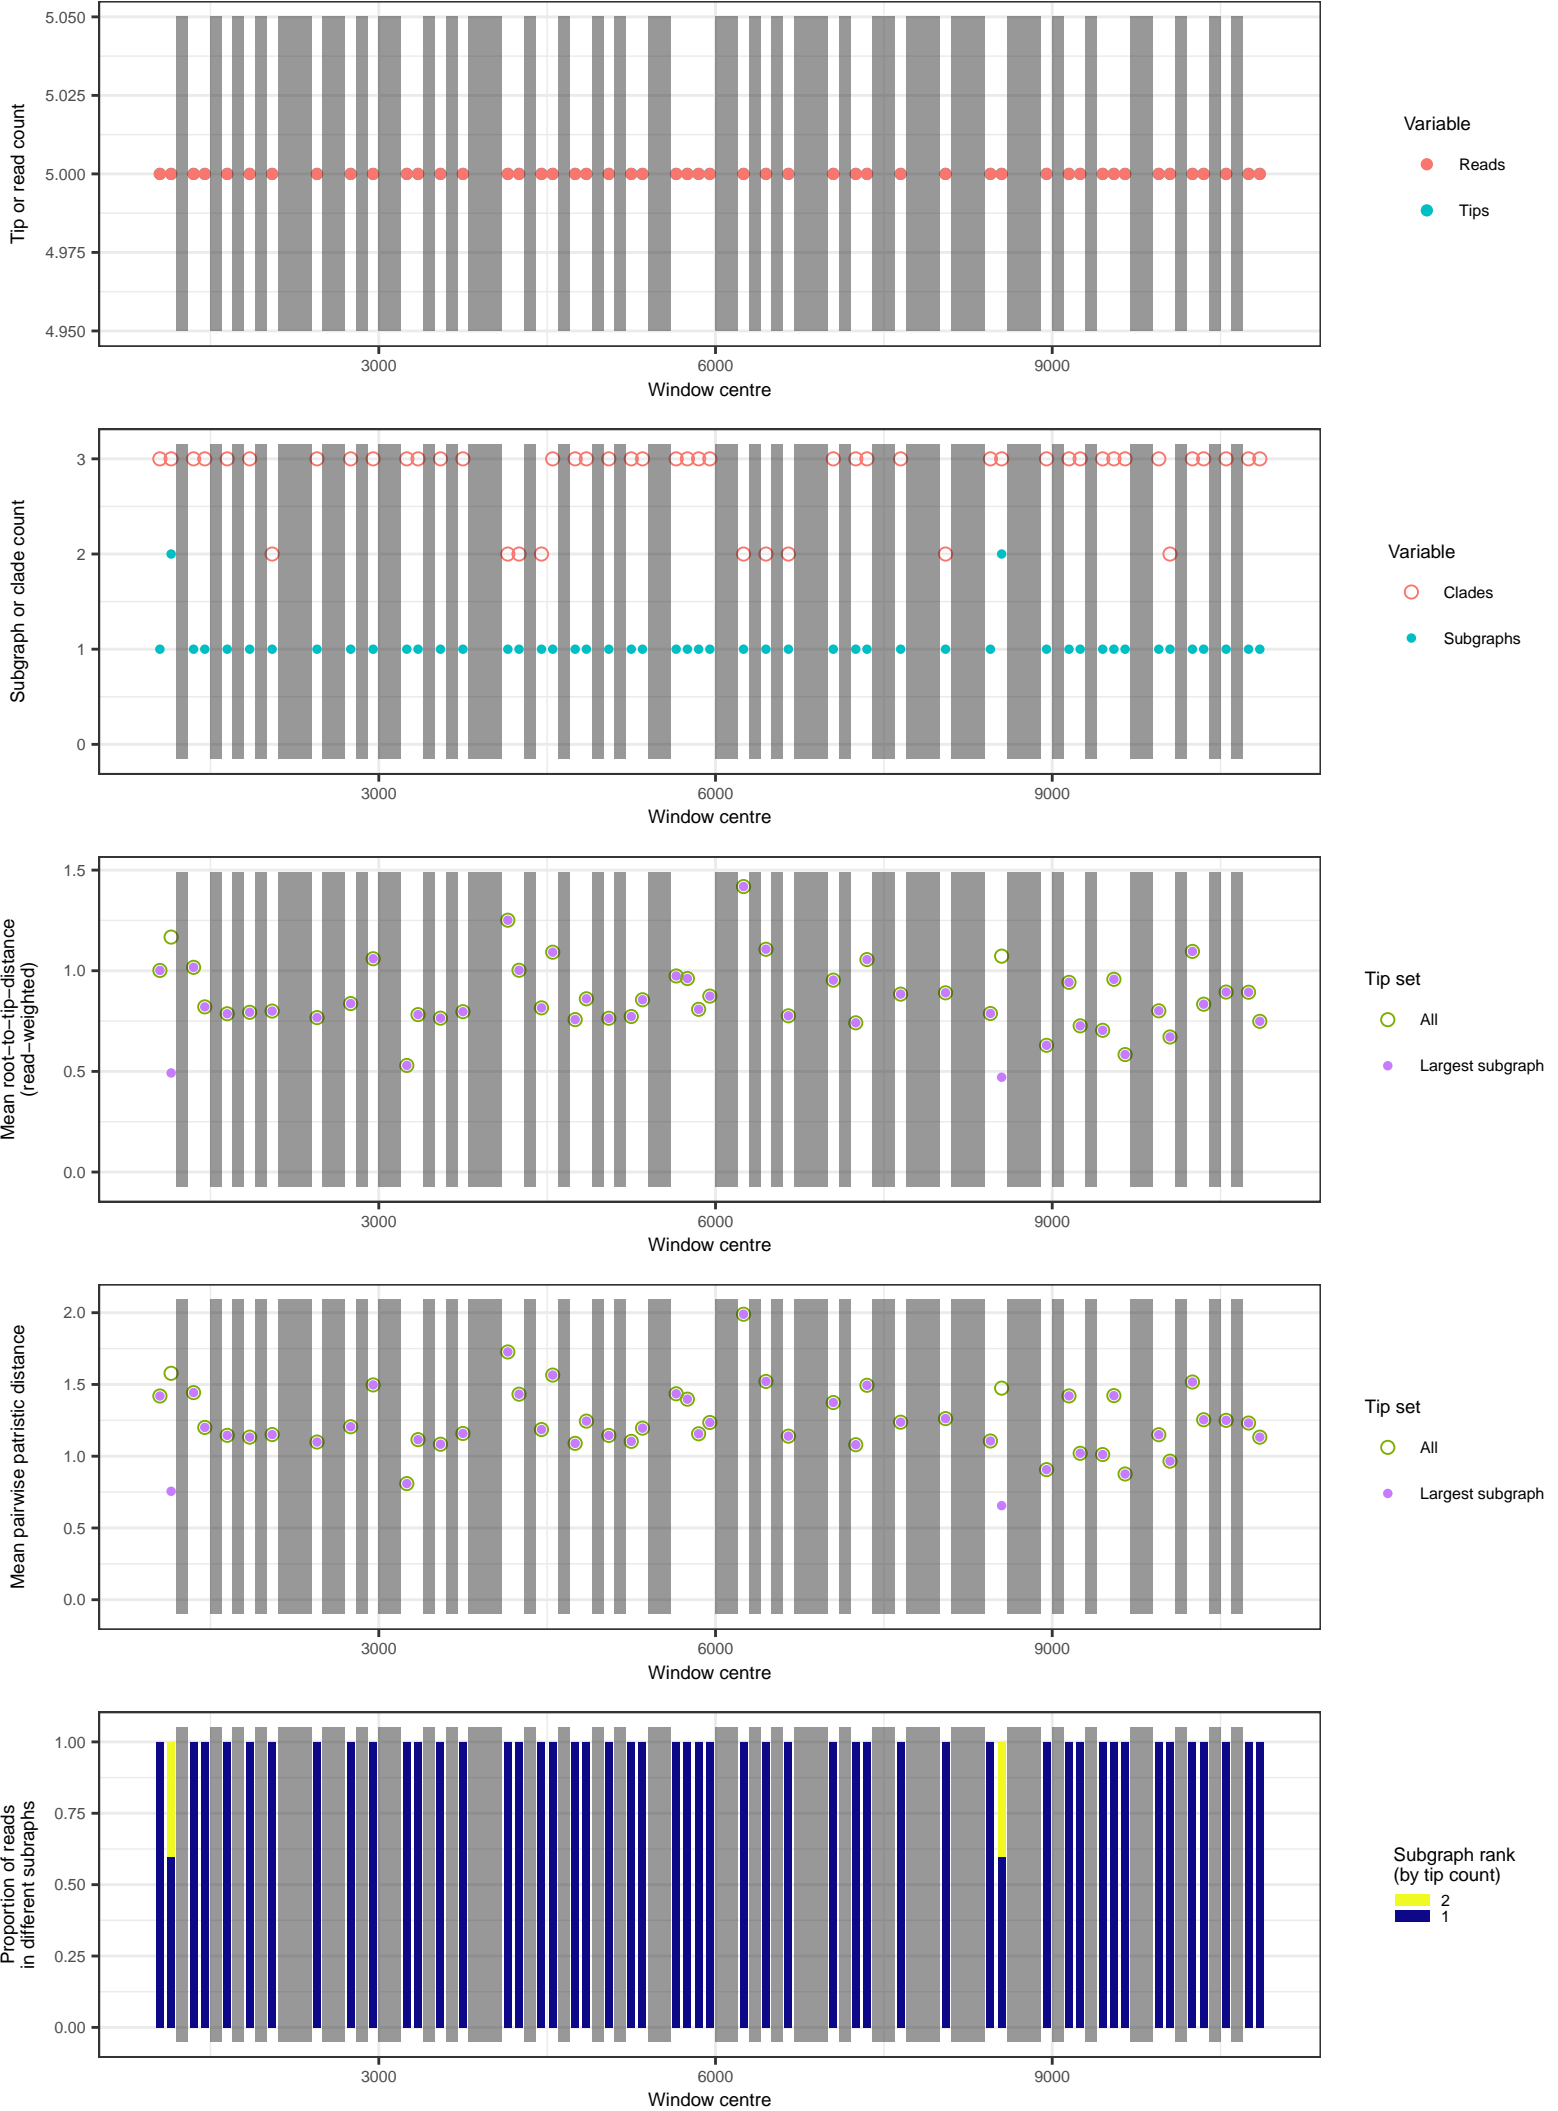 5.050
5.025
5.000
4.975
4.950
Tip or read count
3000
6000
9000
Window centre
Variable
Reads
Tips
3
2
1
0
Subgraph or clade count
3000
6000
9000
Window centre
Variable
Clades
Subgraphs
1.5
1.0
0.5
0.0
Mean root−to−tip−distance
(read−weighted)
3000
6000
9000
Window centre
Tip set
All
Largest subgraph
2.0
1.5
1.0
0.5
0.0
Mean pairwise patristic distance
3000
6000
9000
Window centre
Tip set
All
Largest subgraph
1.00
0.75
0.50
0.25
0.00
Proportion of reads
in different subraphs
3000
6000
9000
Window centre
Subgraph rank
(by tip count)
2
1